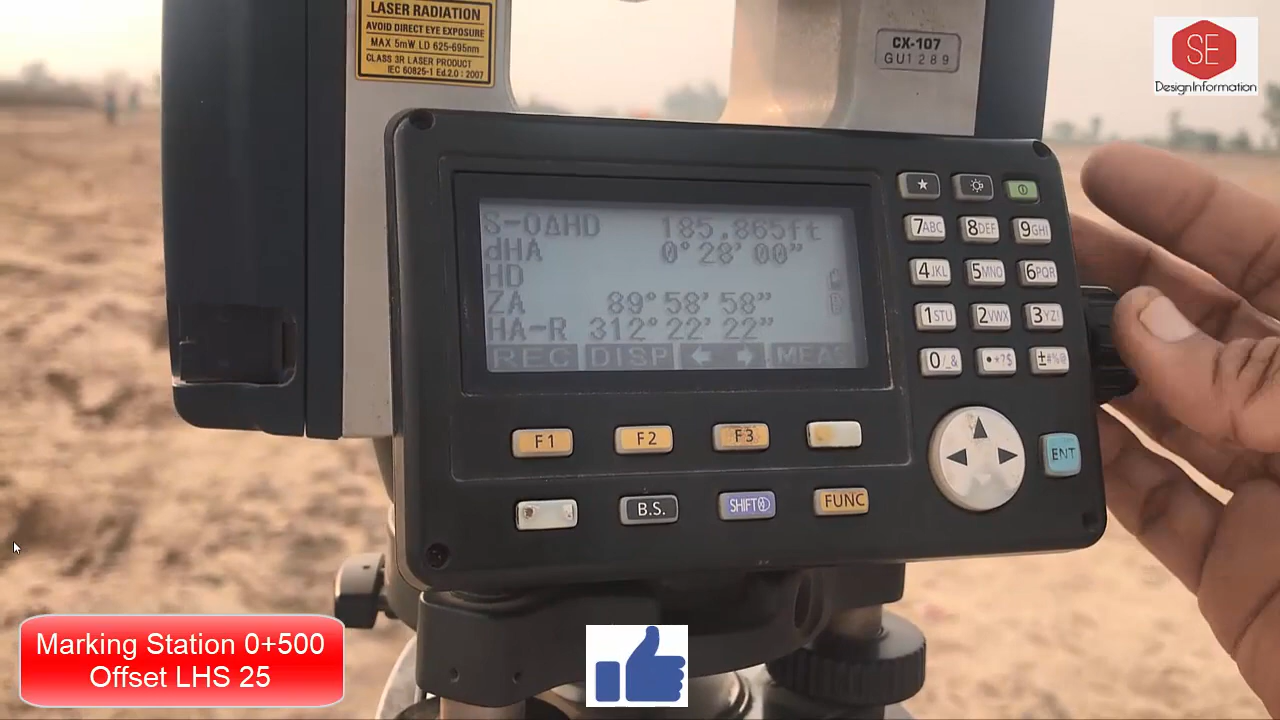 LASER RADIATION
AVOID DIRECT EYE EXPOSURE
MAX 5mW LD 625-695nm
CLASS 3R LASER PRODUCT
IEC 60825-1 Ed.2.0 : 2007
CX-107
GU1289
SE
DesignInformation
S-OΔHD 185.865ft
dHA 0°28'00"
HD
ZA 89°58'58"
HA-R 312°22'22"
REC DISP ← → MEAS
★
7ABC 8DEF 9GHI
4JKL 5MNO 6PQR
1STU 2VWX 3YZ!
0/_& •*?$ ±#%@
F1 F2 F3
ENT
B.S. SHIFT FUNC
Marking Station 0+500
Offset LHS 25